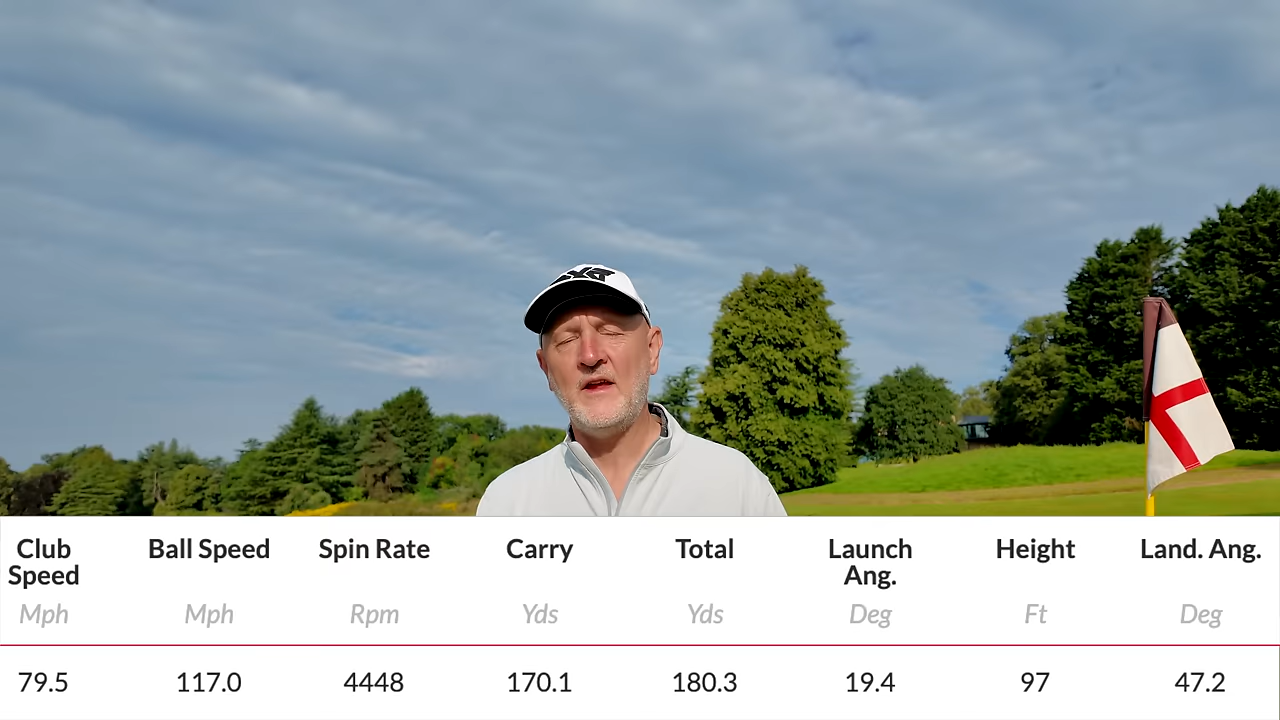 PXG
Club Speed
Ball Speed
Spin Rate
Carry
Total
Launch Ang.
Height
Land. Ang.
Mph
Mph
Rpm
Yds
Yds
Deg
Ft
Deg
79.5
117.0
4448
170.1
180.3
19.4
97
47.2